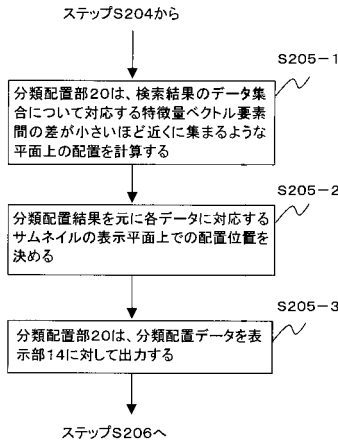 ステップS204から
S205-1
分類配置部20は、検索結果のデータ集
合について対応する特徴量ベクトル要素
間の差が小さいほど近くに集まるような
平面上の配置を計算する
S205-2
分類配置結果を元に各データに対応する
サムネイルの表示平面上での配置位置を
決める
S205-3
分類配置部20は、分類配置データを表
示部14に対して出力する
ステップS206へ